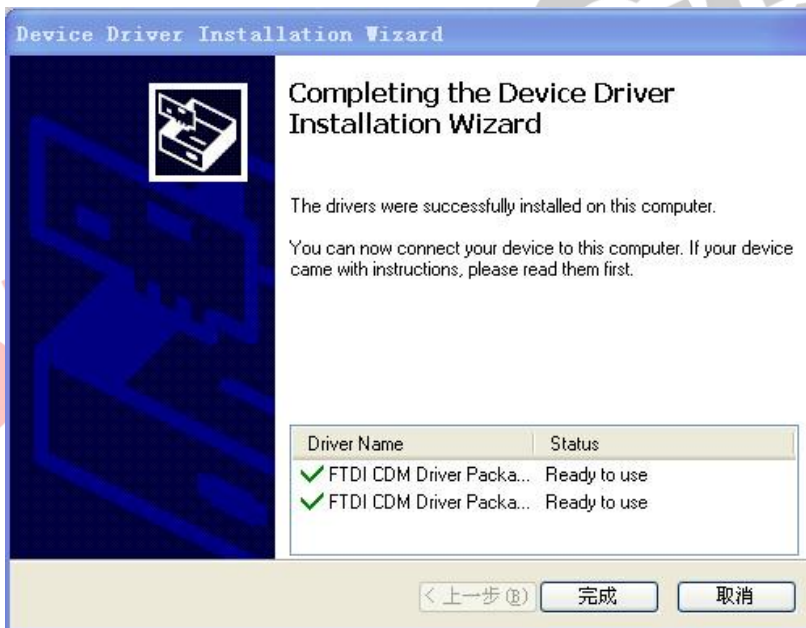 Device Driver Installation Wizard
Completing the Device Driver
Installation Wizard
The drivers were successfully installed on this computer.
You can now connect your device to this computer. If your device
came with instructions, please read them first.
Driver Name Status
FTDI CDM Driver Packa... Ready to use
FTDI CDM Driver Packa... Ready to use
< 上一步(B) 完成 取消